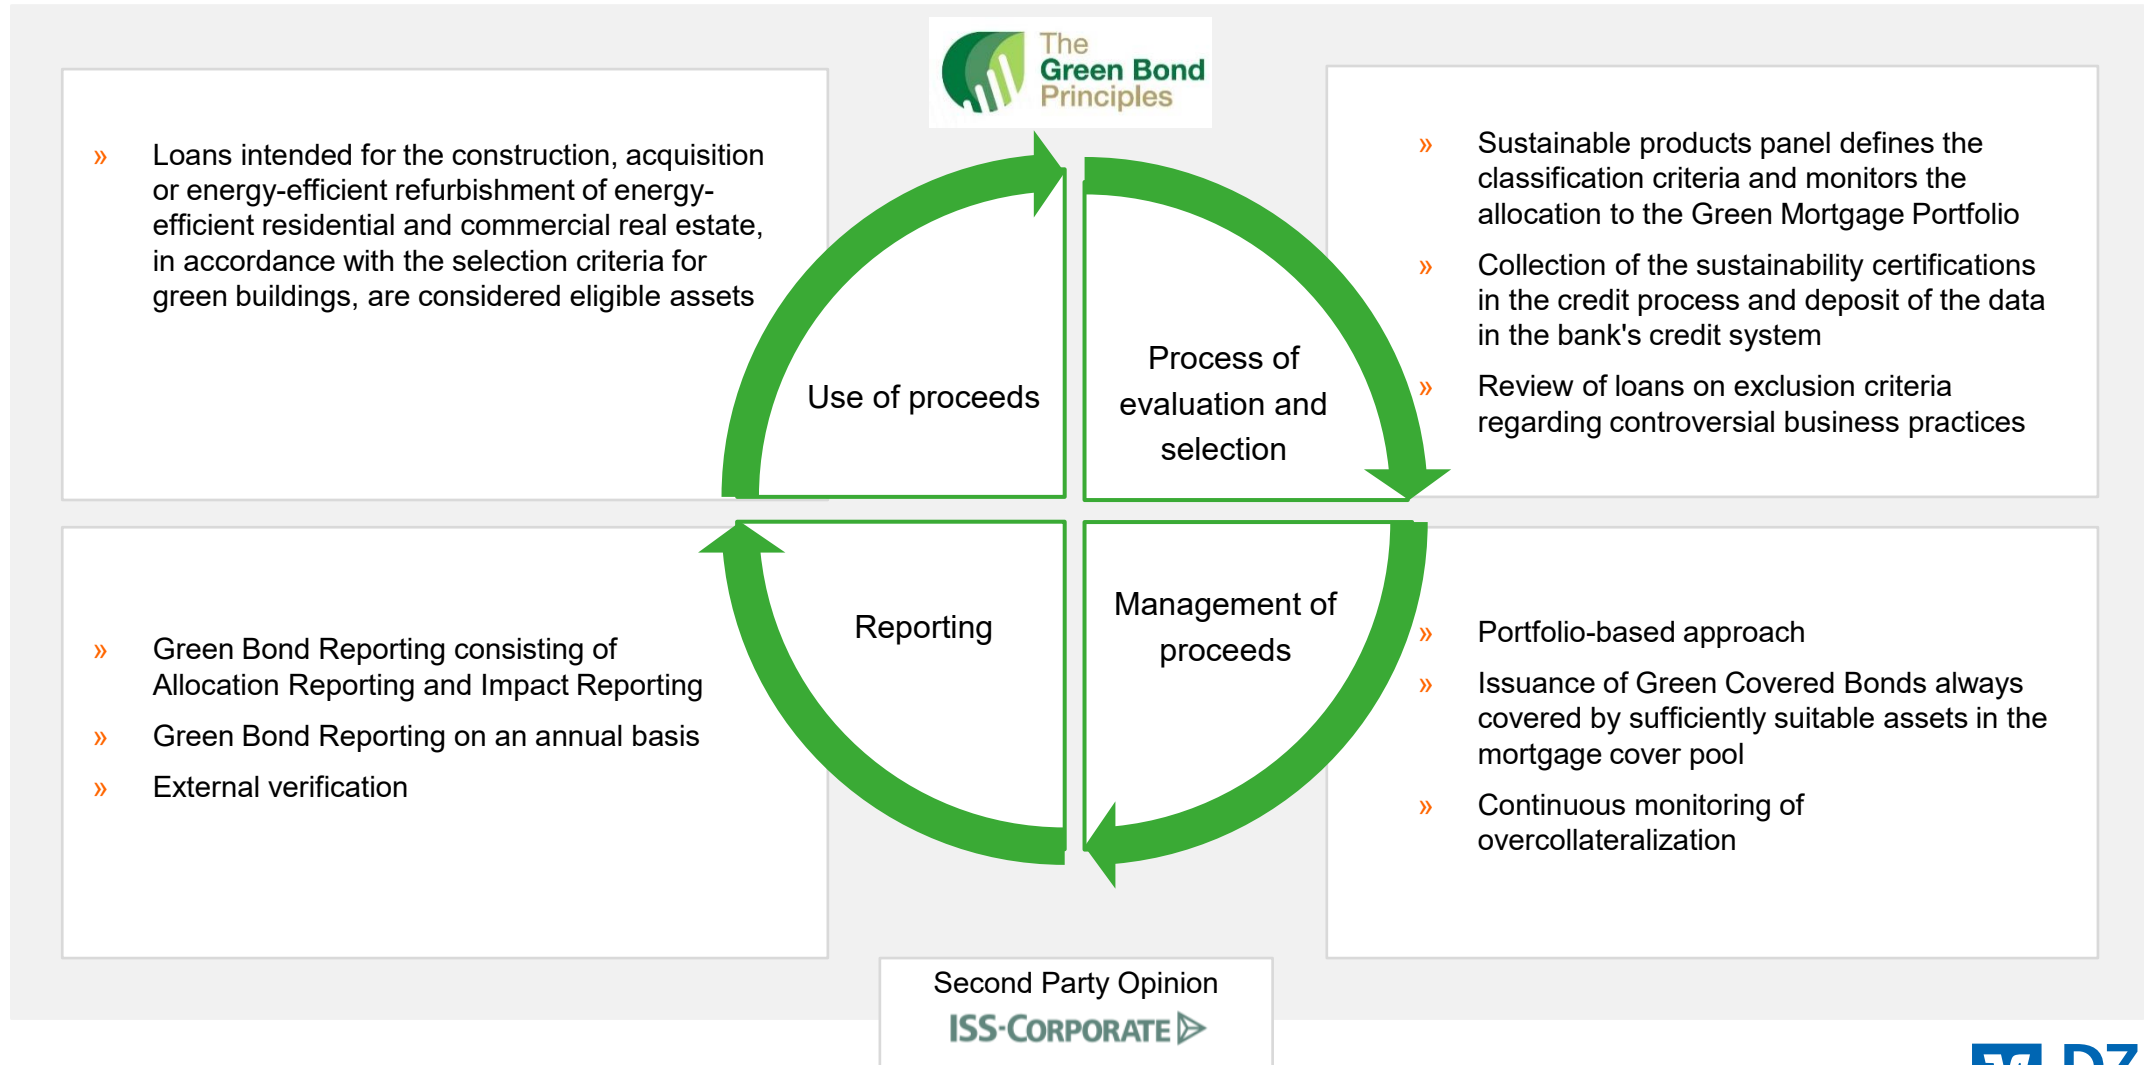 The
Green Bond
Principles
» Loans intended for the construction, acquisition
or energy-efficient refurbishment of energy-
efficient residential and commercial real estate,
in accordance with the selection criteria for
green buildings, are considered eligible assets
» Sustainable products panel defines the
classification criteria and monitors the
allocation to the Green Mortgage Portfolio
» Collection of the sustainability certifications
in the credit process and deposit of the data
in the bank's credit system
» Review of loans on exclusion criteria
regarding controversial business practices
Use of proceeds
Process of
evaluation and
selection
Reporting
Management of
proceeds
» Green Bond Reporting consisting of
Allocation Reporting and Impact Reporting
» Green Bond Reporting on an annual basis
» External verification
» Portfolio-based approach
» Issuance of Green Covered Bonds always
covered by sufficiently suitable assets in the
mortgage cover pool
» Continuous monitoring of
overcollateralization
Second Party Opinion
ISS-CORPORATE
DZ